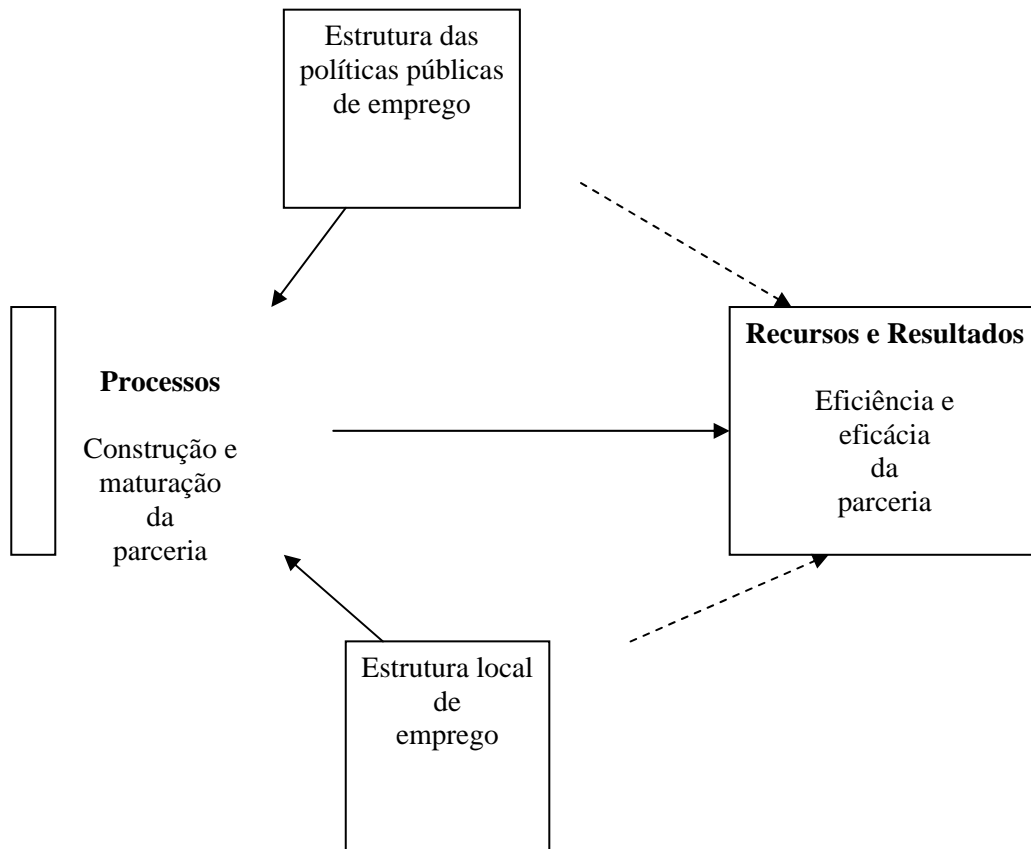 Estrutura das
políticas públicas
de emprego
Recursos e Resultados
Eficiência e
eficácia
da
parceria
Processos
Construção e
maturação
da
parceria
Estrutura local
de
emprego